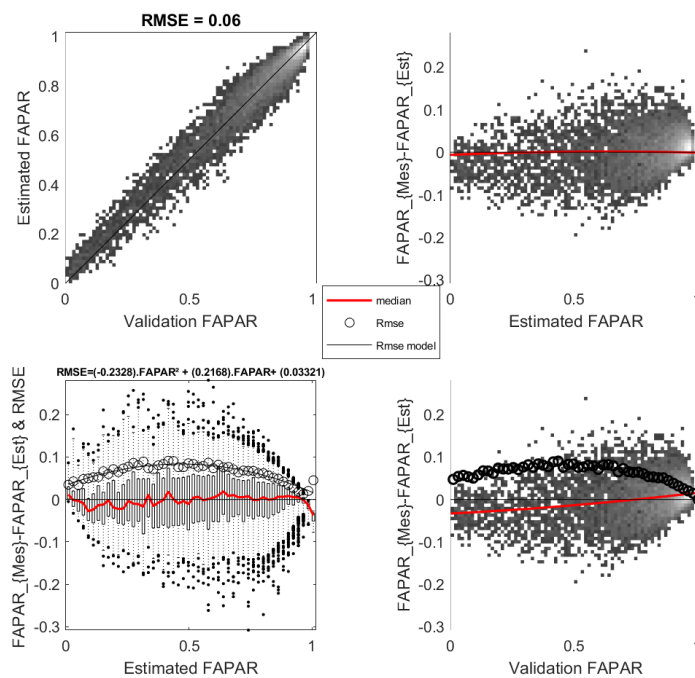 RMSE = 0.06
1
0.8
0.6
0.4
0.2
0
0
0.5
1
Estimated FAPAR
Validation FAPAR
0.2
0.1
0
-0.1
-0.2
-0.3
0
0.5
1
FAPAR_{Mes}-FAPAR_{Est}
Estimated FAPAR
median
Rmse
Rmse model
RMSE=(-0.2328).FAPAR² + (0.2168).FAPAR+ (0.03321)
0.2
0.1
0
-0.1
-0.2
-0.3
0
0.5
1
FAPAR_{Mes}-FAPAR_{Est} & RMSE
Estimated FAPAR
0.2
0.1
0
-0.1
-0.2
-0.3
0
0.5
1
FAPAR_{Mes}-FAPAR_{Est}
Validation FAPAR